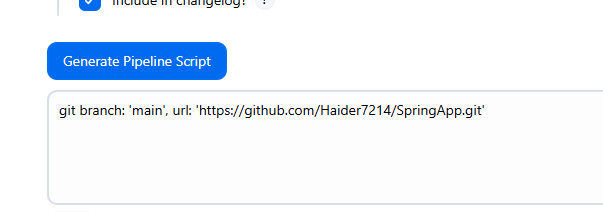 Include in changelog? ?
Generate Pipeline Script
git branch: 'main', url: 'https://github.com/Haider7214/SpringApp.git'